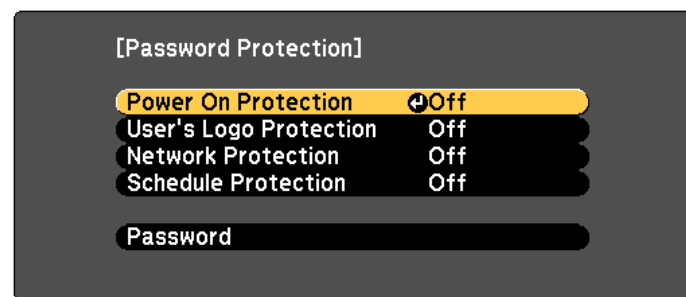 [Password Protection]
Power On Protection Off
User's Logo Protection Off
Network Protection Off
Schedule Protection Off
Password